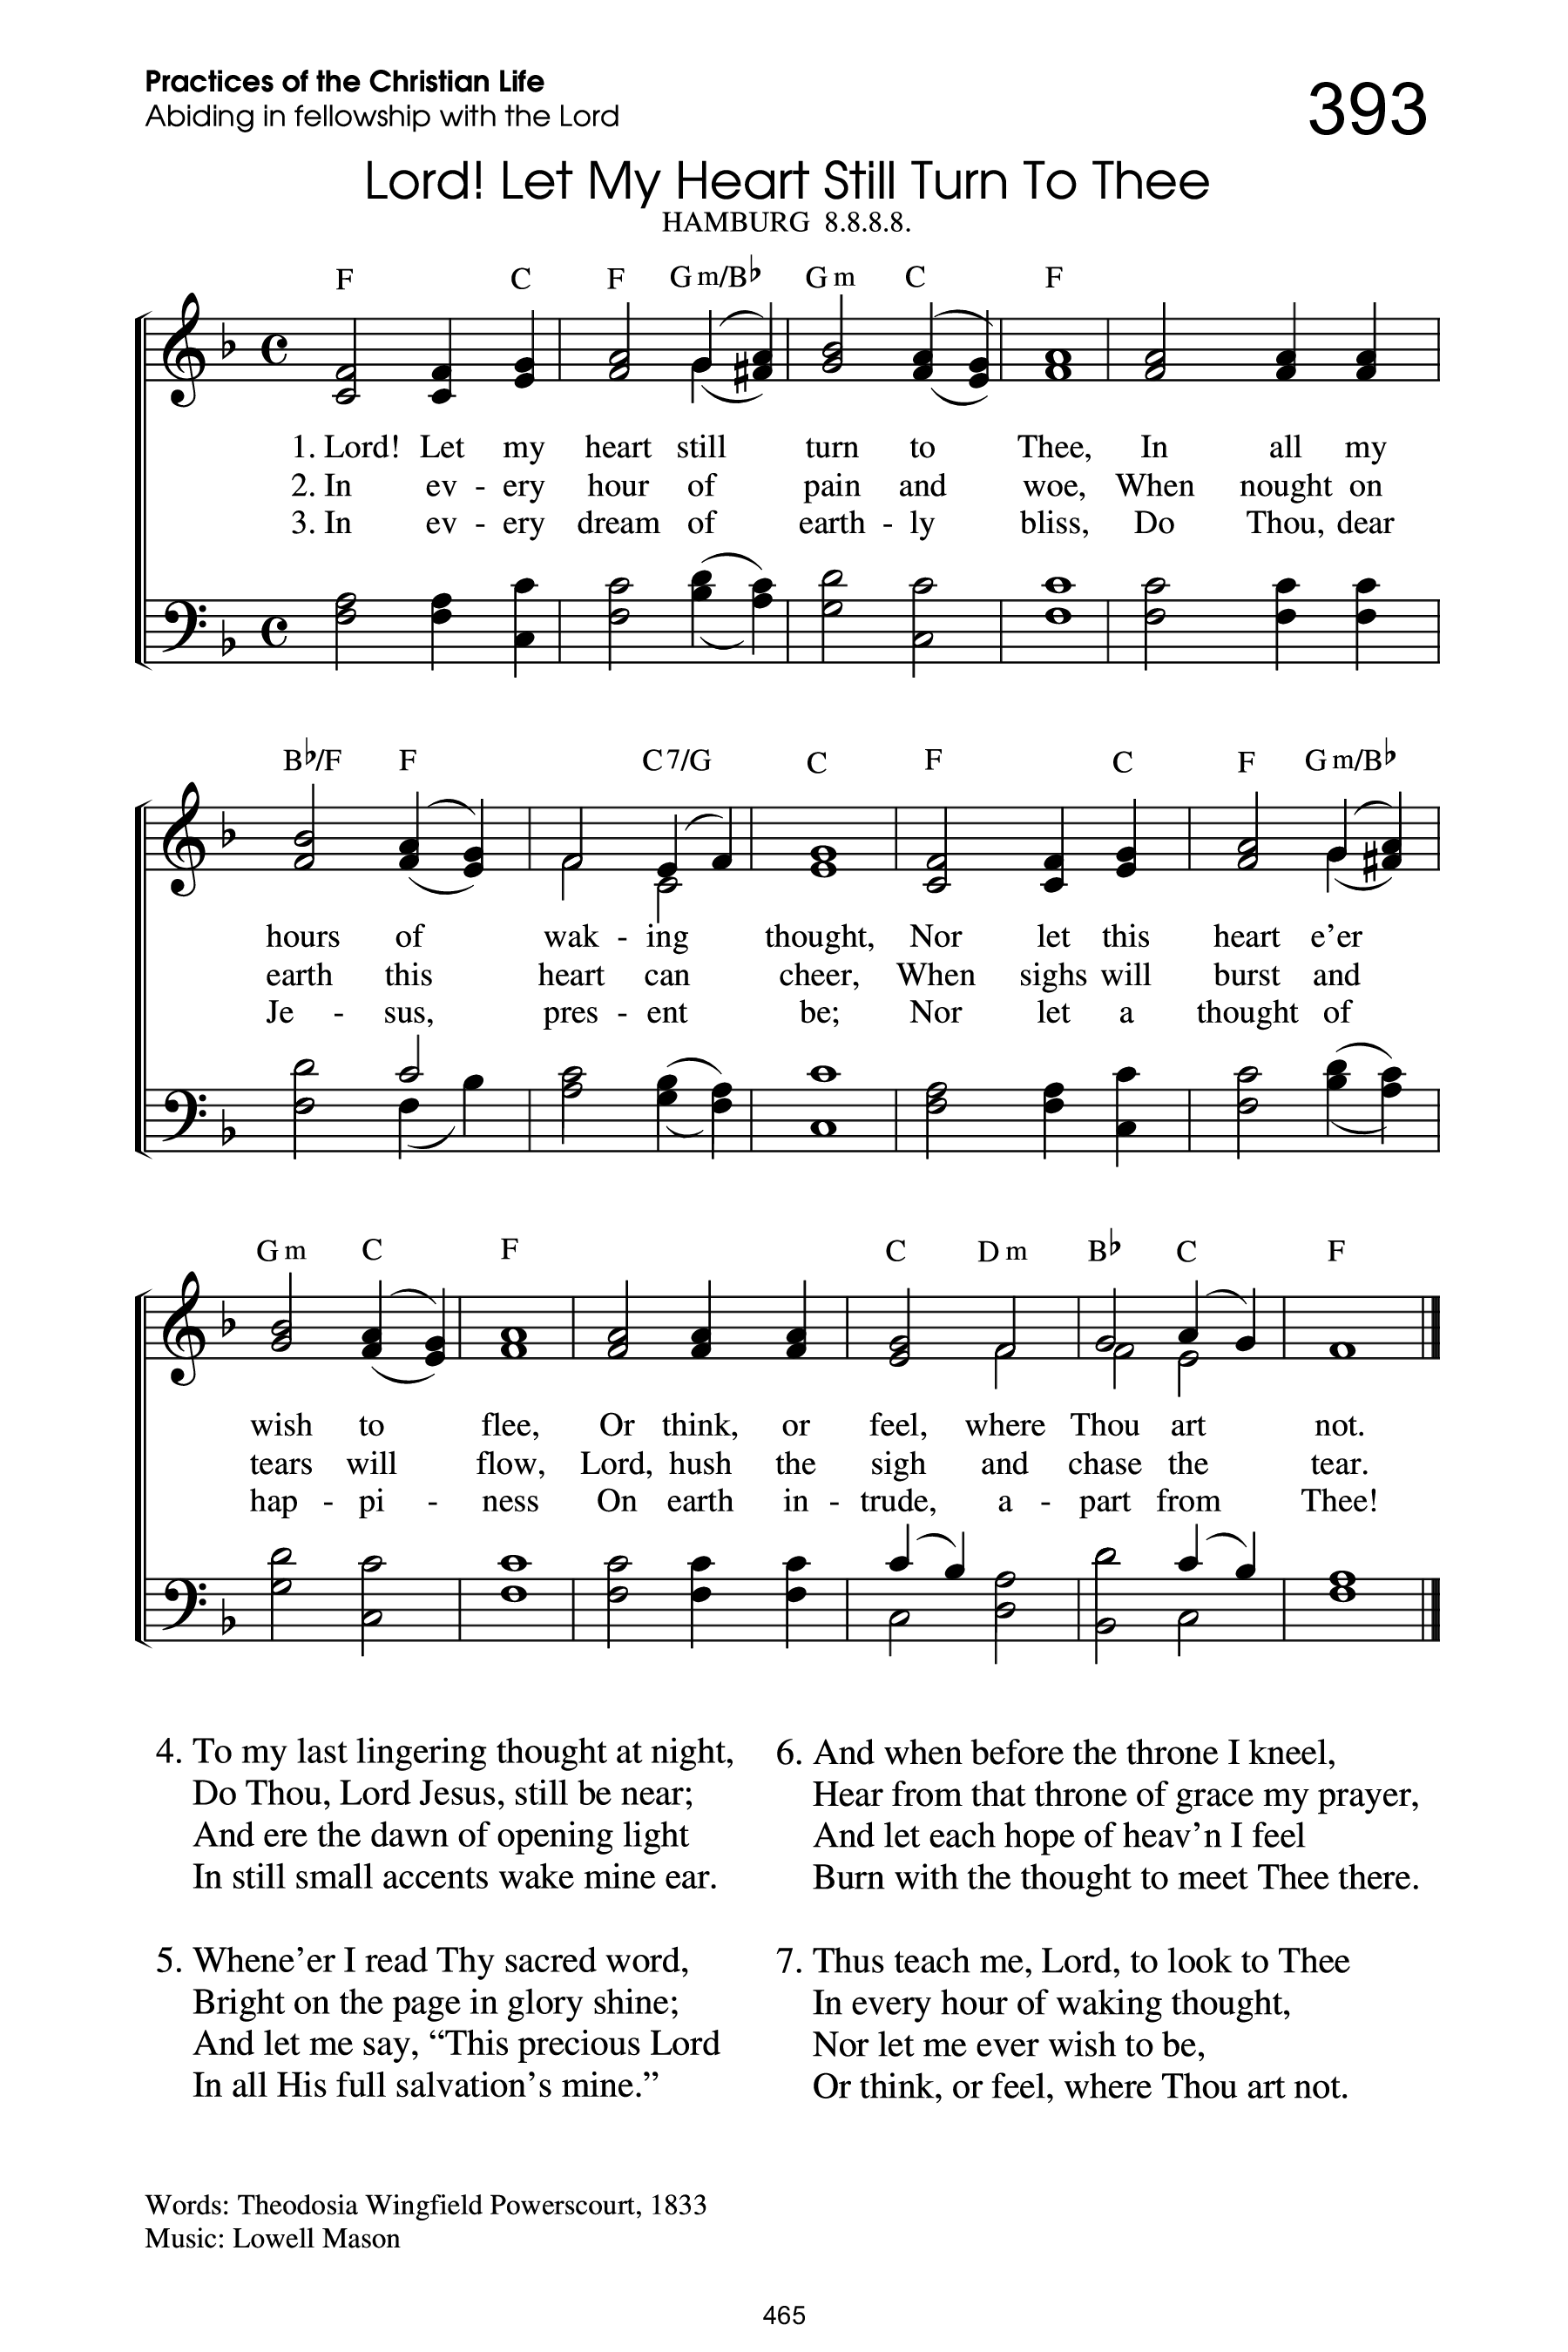 Practices of the Christian Life
Abiding in fellowship with the Lord
393
Lord! Let My Heart Still Turn To Thee
HAMBURG 8.8.8.8.
F C F Gm/B♭ Gm C F
1. Lord! Let my heart still turn to Thee, In all my
2. In ev - ery hour of pain and woe, When nought on
3. In ev - ery dream of earth - ly bliss, Do Thou, dear
B♭/F F C7/G C F C F Gm/B♭
hours of wak - ing thought, Nor let this heart e’er
earth this heart can cheer, When sighs will burst and
Je - sus, pres - ent be; Nor let a thought of
Gm C F C Dm B♭ C F
wish to flee, Or think, or feel, where Thou art not.
tears will flow, Lord, hush the sigh and chase the tear.
hap - pi - ness On earth in - trude, a - part from Thee!
4. To my last lingering thought at night,
Do Thou, Lord Jesus, still be near;
And ere the dawn of opening light
In still small accents wake mine ear.
5. Whene’er I read Thy sacred word,
Bright on the page in glory shine;
And let me say, “This precious Lord
In all His full salvation’s mine.”
6. And when before the throne I kneel,
Hear from that throne of grace my prayer,
And let each hope of heav’n I feel
Burn with the thought to meet Thee there.
7. Thus teach me, Lord, to look to Thee
In every hour of waking thought,
Nor let me ever wish to be,
Or think, or feel, where Thou art not.
Words: Theodosia Wingfield Powerscourt, 1833
Music: Lowell Mason
465